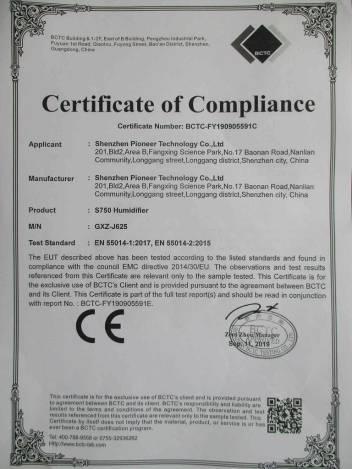 BCTC Building & 1-2F, East of B Building, Pengzhou Industrial Park,
Fuyuan 1st Road, Qiaotou, Fuyong Street, Bao'an District, Shenzhen,
Guangdong, China
BCTC
Certificate of Compliance
Certificate Number: BCTC-FY190905591C
Applicant : Shenzhen Pioneer Technology Co.,Ltd
201,Bld2,Area B,Fangxing Science Park,No.17 Baonan Road,Nanlian
Community,Longgang street,Longgang district,Shenzhen city, China
Manufacturer : Shenzhen Pioneer Technology Co.,Ltd
201,Bld2,Area B,Fangxing Science Park,No.17 Baonan Road,Nanlian
Community,Longgang street,Longgang district,Shenzhen city, China
Product : S750 Humidifier
M/N : GXZ-J625
Test Standard : EN 55014-1:2017, EN 55014-2:2015
The EUT described above has been tested according to the listed standards and found in
compliance with the council EMC directive 2014/30/EU. The observations and test results
referenced from this Certificate are relevant only to the sample tested. This Certificate is for
the exclusive use of BCTC's Client and is provided pursuant to the agreement between BCTC
and its Client. This Certificate is part of the full test report(s) and should be read in conjunction
with report No. : BCTC-FY190905591E.
CE
BCTC
Zero Zhou/Manager
Sep. 11, 2019
This certificate is for the exclusive use of BCTC's client and is provided pursuant
to agreement between BCTC and its client. BCTC's responsibility and liability are
limited to the terms and conditions of the agreement. The observation and test
results referenced from this certificate are relevant only to the sample tested. This
Certificate by itself does not imply that the material, product, or service is or has
ever been a BCTC certification program.
Tel: 400-788-9558 or 0755-33936282
http://www.bctc-lab.com